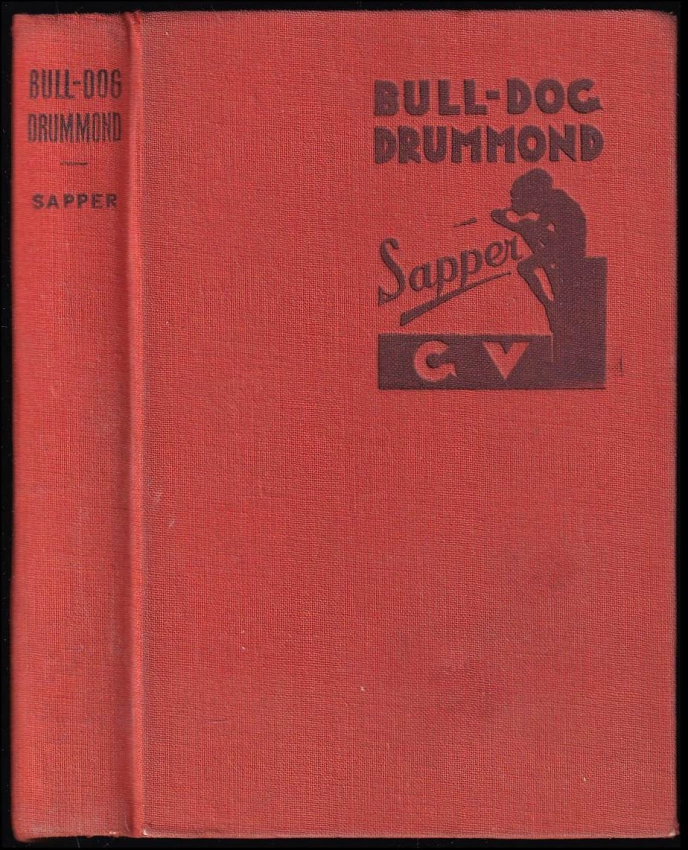 BULL-DOG
DRUMMOND
SAPPER
BULL-DOG
DRUMMOND
Sapper
G V